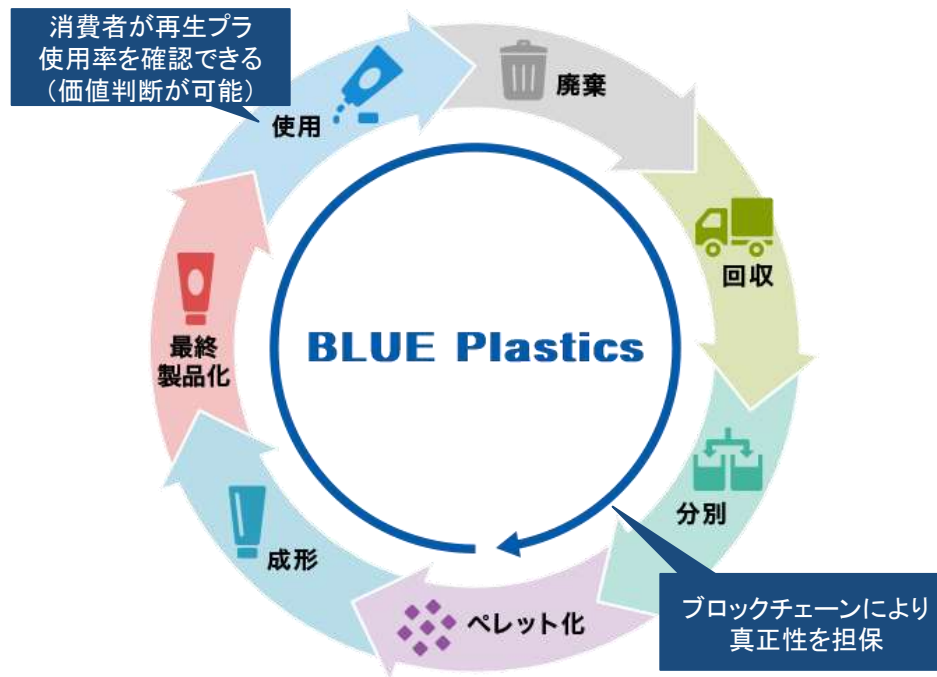 消費者が再生プラ
使用率を確認できる
（価値判断が可能）
使用
廃棄
回収
BLUE Plastics
最終
製品化
分別
成形
ペレット化
ブロックチェーンにより
真正性を担保